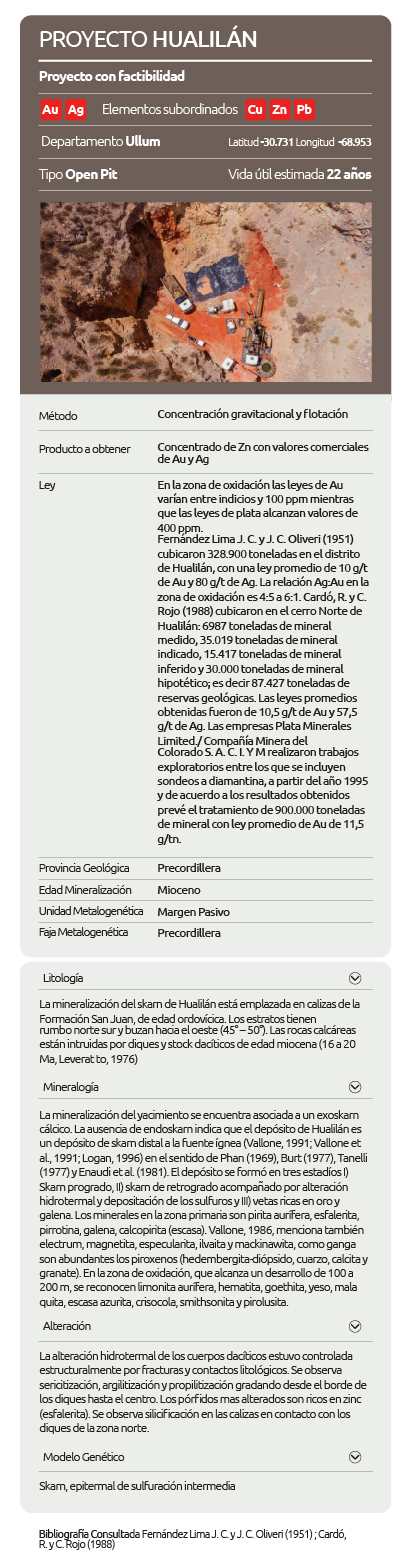 PROYECTO HUALILÁN
Proyecto con factibilidad
Au Ag Elementos subordinados Cu Zn Pb
Departamento Ullum Latitud -30.731 Longitud -68.953
Tipo Open Pit Vida útil estimada 22 años
Método Concentración gravitacional y flotación
Producto a obtener Concentrado de Zn con valores comerciales
de Au y Ag
Ley En la zona de oxidación las leyes de Au
varían entre indicios y 100 ppm mientras
que las leyes de plata alcanzan valores de
400 ppm.
Fernández Lima J. C. y J. C. Oliveri (1951)
cubicaron 328.900 toneladas en el distrito
de Hualilán, con una ley promedio de 10 g/t
de Au y 80 g/t de Ag. La relación Ag:Au en la
zona de oxidación es 4:5 a 6:1. Cardó, R. y C.
Rojo (1988) cubicaron en el cerro Norte de
Hualilán: 6987 toneladas de mineral
medido, 35.019 toneladas de mineral
indicado, 15.417 toneladas de mineral
inferido y 30.000 toneladas de mineral
hipotético; es decir 87.427 toneladas de
reservas geológicas. Las leyes promedios
obtenidas fueron de 10,5 g/t de Au y 57,5
g/t de Ag. Las empresas Plata Minerales
Limited./ Compañía Minera del
Colorado S. A. C. I. Y M realizaron trabajos
exploratorios entre los que se incluyen
sondeos a diamantina, a partir del año 1995
y de acuerdo a los resultados obtenidos
prevé el tratamiento de 900.000 toneladas
de mineral con ley promedio de Au de 11,5
g/tn.
Provincia Geológica Precordillera
Edad Mineralización Mioceno
Unidad Metalogenética Margen Pasivo
Faja Metalogenética Precordillera
Litología
La mineralización del skarn de Hualilán está emplazada en calizas de la
Formación San Juan, de edad ordovícica. Los estratos tienen
rumbo norte sur y buzan hacia el oeste (45° – 50°). Las rocas calcáreas
están intruidas por diques y stock dacíticos de edad miocena (16 a 20
Ma, Leverat to, 1976)
Mineralogía
La mineralización del yacimiento se encuentra asociada a un exoskarn
cálcico. La ausencia de endoskarn indica que el depósito de Hualilán es
un depósito de skarn distal a la fuente ígnea (Vallone, 1991; Vallone et
al., 1991; Logan, 1996) en el sentido de Phan (1969), Burt (1977), Tanelli
(1977) y Enaudi et al. (1981). El depósito se formó en tres estadíos I)
Skarn progrado, II) skarn de retrogrado acompañado por alteración
hidrotermal y depositación de los sulfuros y III) vetas ricas en oro y
galena. Los minerales en la zona primaria son pirita aurífera, esfalerita,
pirrotina, galena, calcopirita (escasa). Vallone, 1986, menciona también
electrum, magnetita, especularita, ilvaita y mackinawita, como ganga
son abundantes los piroxenos (hedembergita-diópsido, cuarzo, calcita y
granate). En la zona de oxidación, que alcanza un desarrollo de 100 a
200 m, se reconocen limonita aurífera, hematita, goethita, yeso, mala
quita, escasa azurita, crisocola, smithsonita y pirolusita.
Alteración
La alteración hidrotermal de los cuerpos dacíticos estuvo controlada
estructuralmente por fracturas y contactos litológicos. Se observa
sericitización, argilitización y propilitización gradando desde el borde de
los diques hasta el centro. Los pórfidos mas alterados son ricos en zinc
(esfalerita). Se observa silicificación en las calizas en contacto con los
diques de la zona norte.
Modelo Genético
Skarn, epitermal de sulfuración intermedia
Bibliografía Consultada Fernández Lima J. C. y J. C. Oliveri (1951) ; Cardó,
R. y C. Rojo (1988)